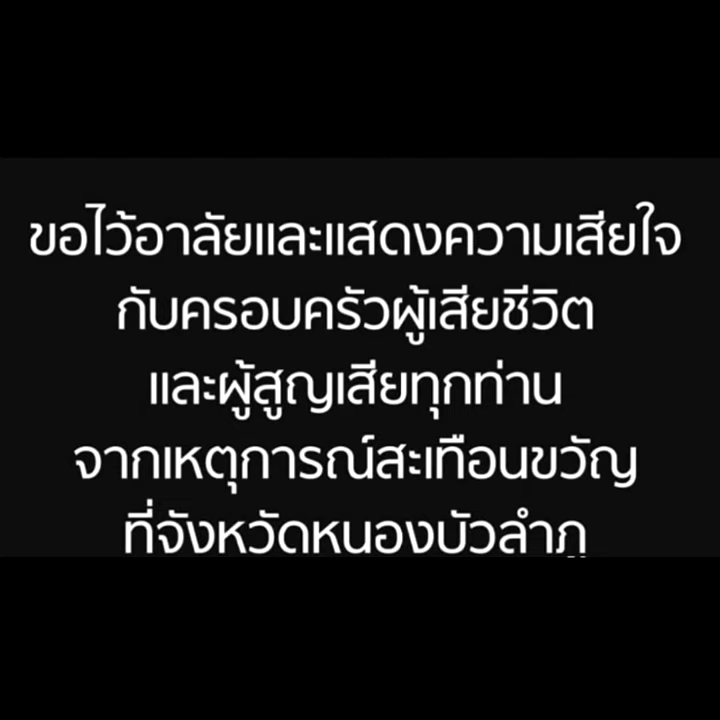 ขอไว้อาลัยและแสดงความเสียใจ
กับครอบครัวผู้เสียชีวิต
และผู้สูญเสียทุกท่าน
จากเหตุการณ์สะเทือนขวัญ
ที่จังหวัดหนองบัวลำภู